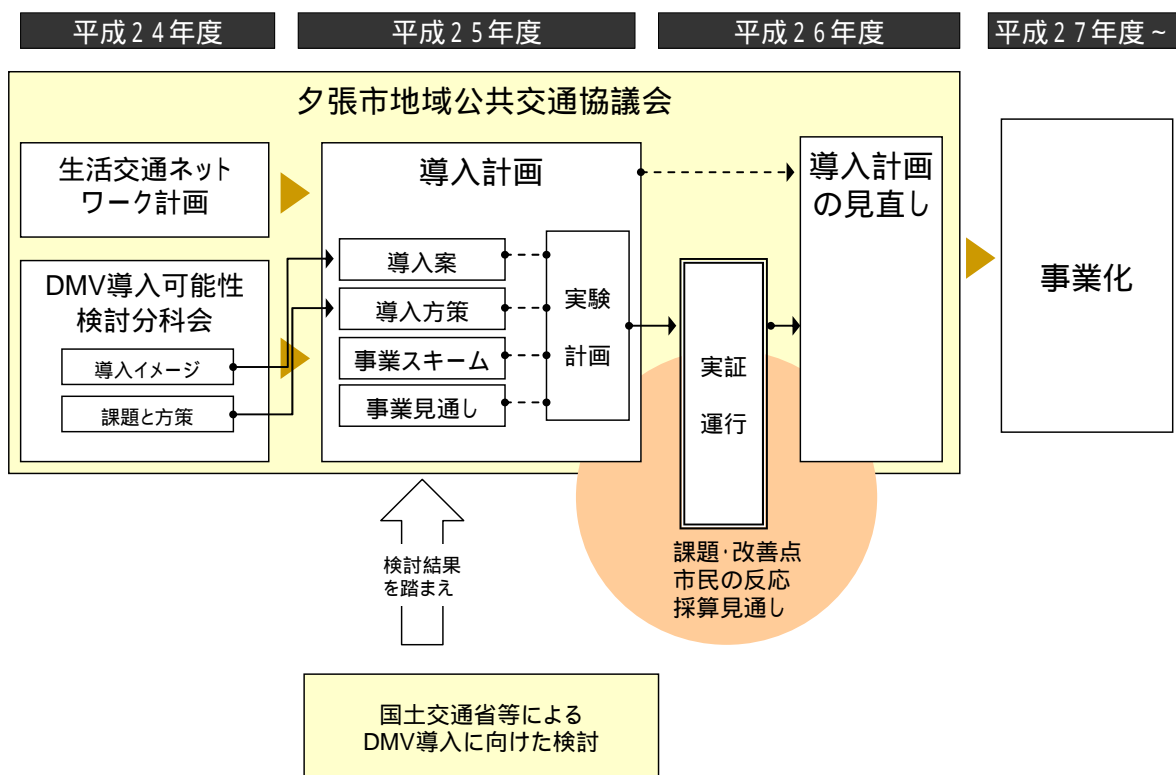 平成24年度
平成25年度
平成26年度
平成27年度~
夕張市地域公共交通協議会
生活交通ネット
ワーク計画
DMV導入可能性
検討分科会
導入イメージ
課題と方策
導入計画
導入案
導入方策
事業スキーム
事業見通し
実験
計画
実証
運行
導入計画
の見直し
事業化
課題・改善点
市民の反応
採算見通し
検討結果
を踏まえ
国土交通省等による
DMV導入に向けた検討